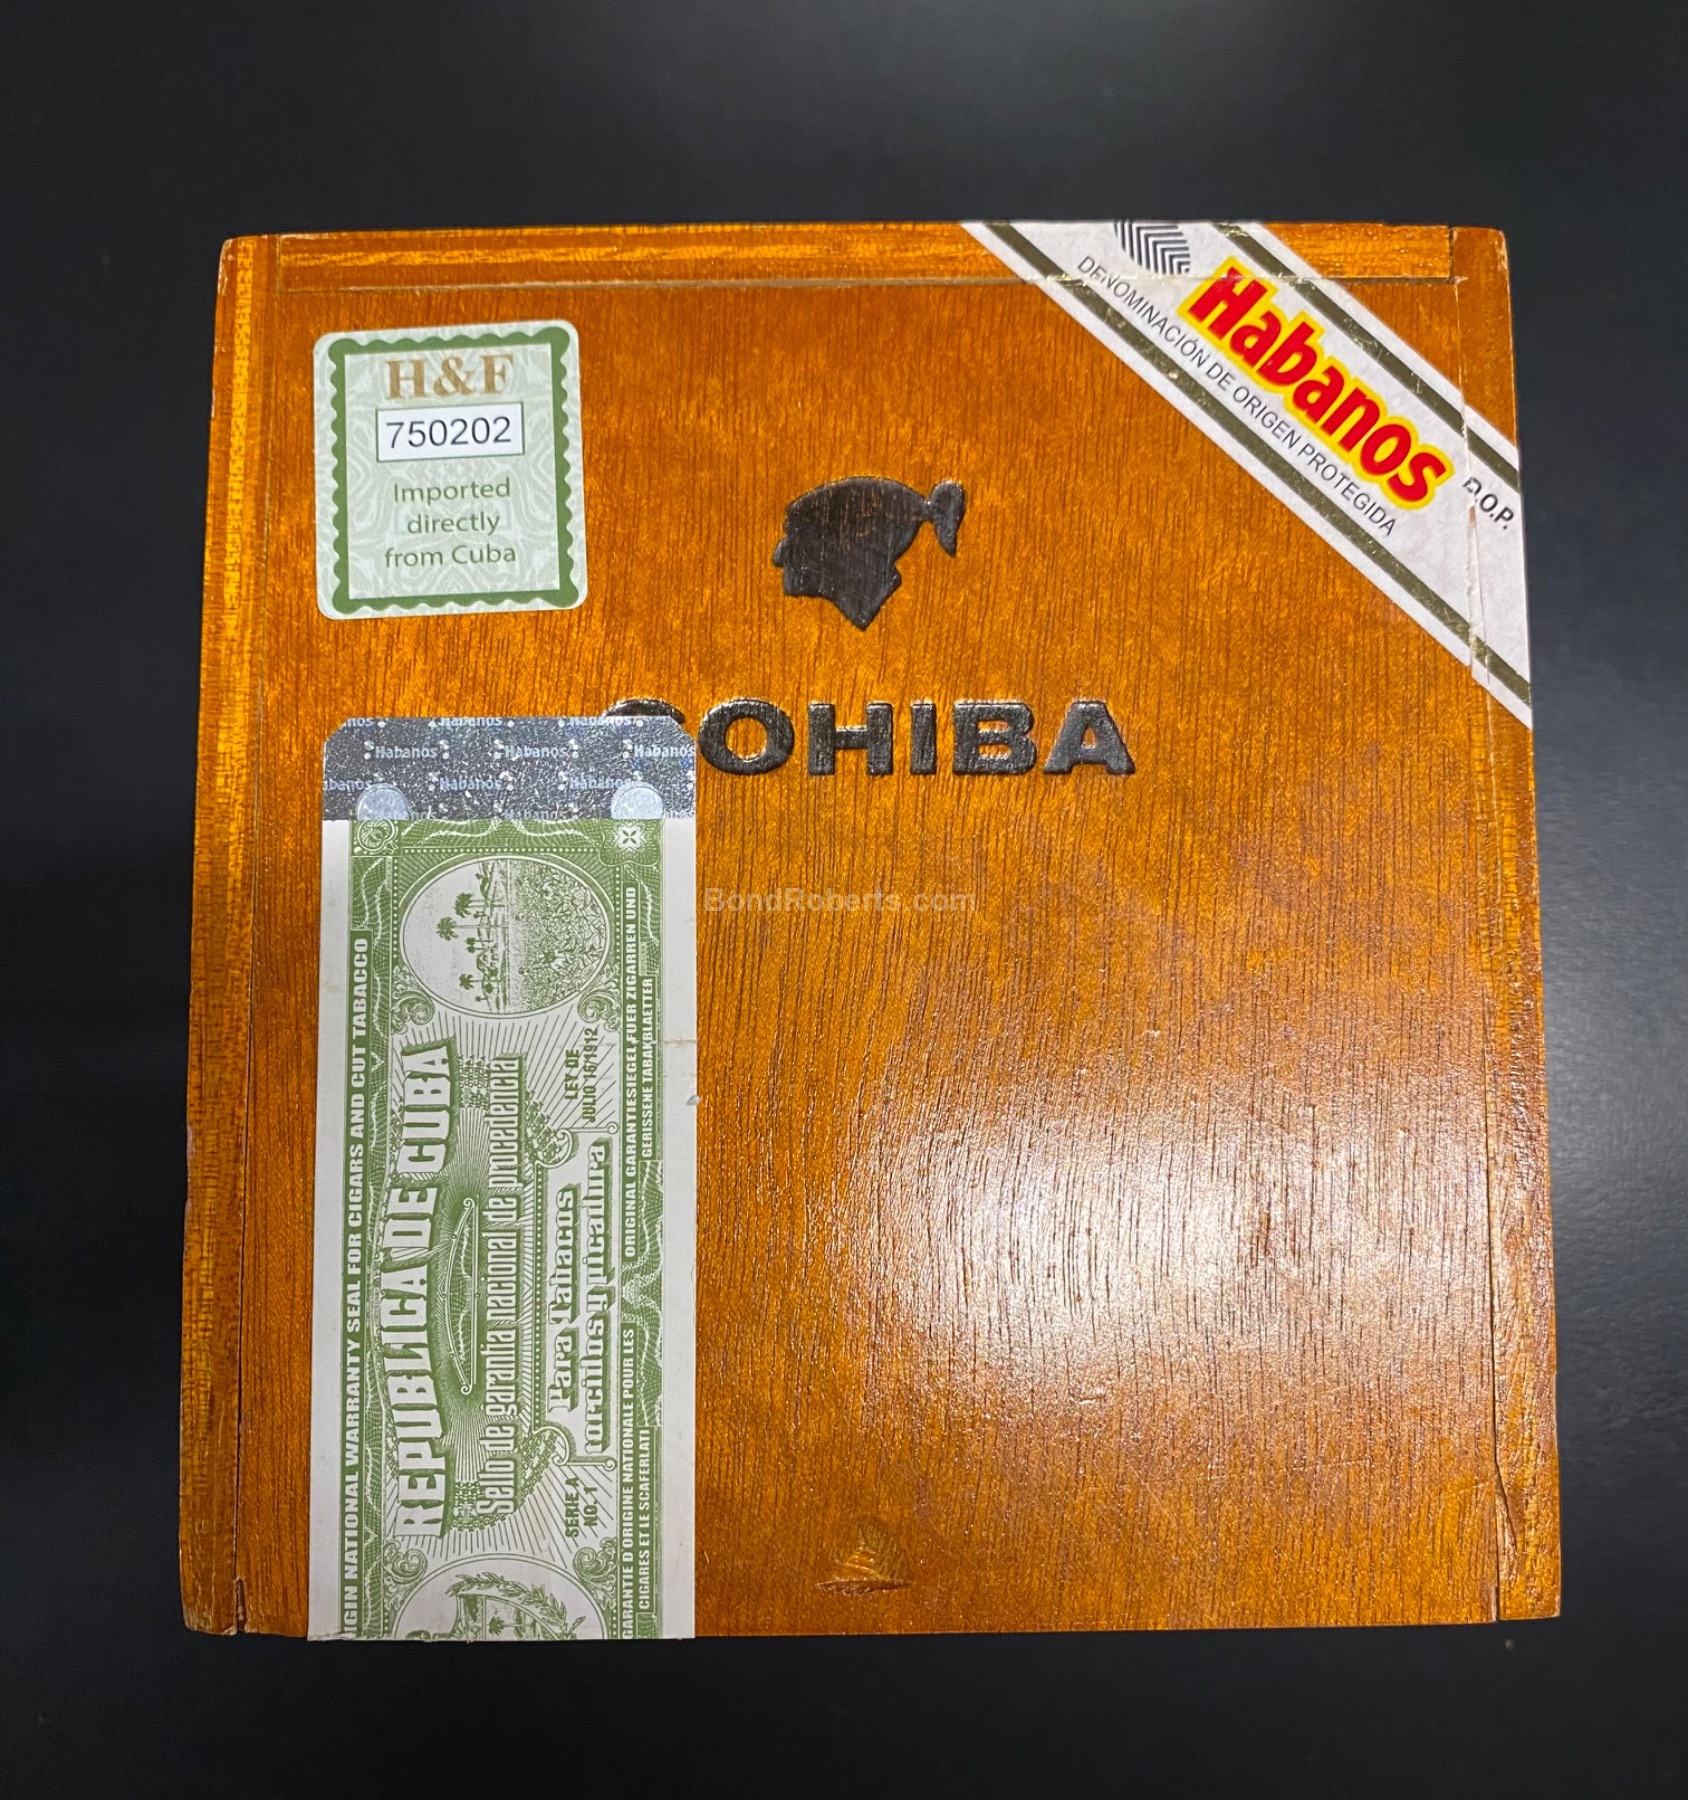 H&F
750202
Imported
directly
from Cuba
Habanos
DENOMINACIÓN DE ORIGEN PROTEGIDA
D.O.P.
COHIBA
Habanos Habanos Habanos
Habanos Habanos
BondRoberts.com
IGIN NATIONAL WARRANTY SEAL FOR CIGARS AND CUT TABACCO
REPUBLICA DE CUBA
Sello de garantia nacional de procedencia
LEY DE
JULIO 16/1912
Para Tabacos
torcidos y picadura
SERIE A
NO. 1
ORIGINAL GARANTIESIEGEL FUER ZIGARREN UND
GERISSENE TABAKBLAETTER
GARANTIE D'ORIGINE NATIONALE POUR LES
CIGARES ET LE SCAFERLATI